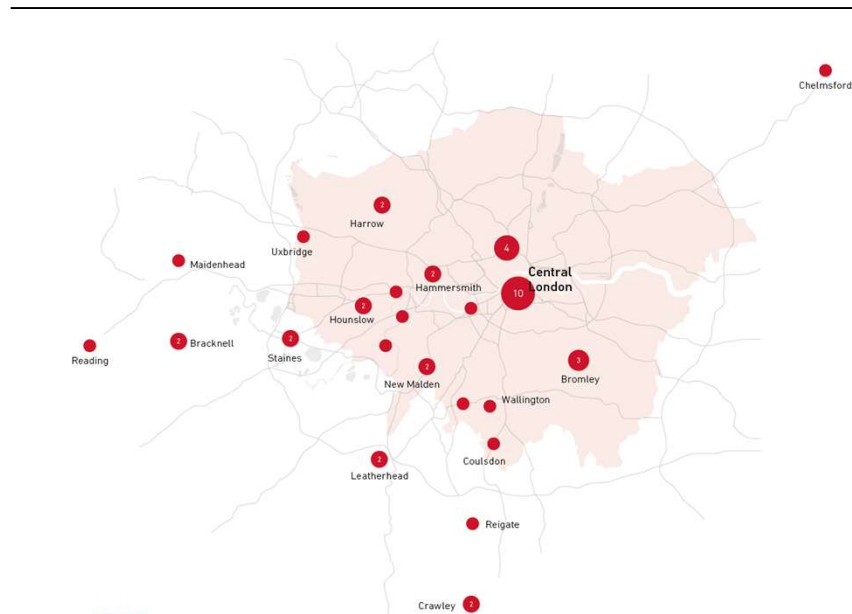 Chelmsford
2
Harrow
Uxbridge
4
Maidenhead
2
Hammersmith
Central
London
10
2
Hounslow
2
Bracknell
2
Staines
Reading
3
Bromley
2
New Malden
Wallington
Coulsdon
2
Leatherhead
Reigate
Crawley
2